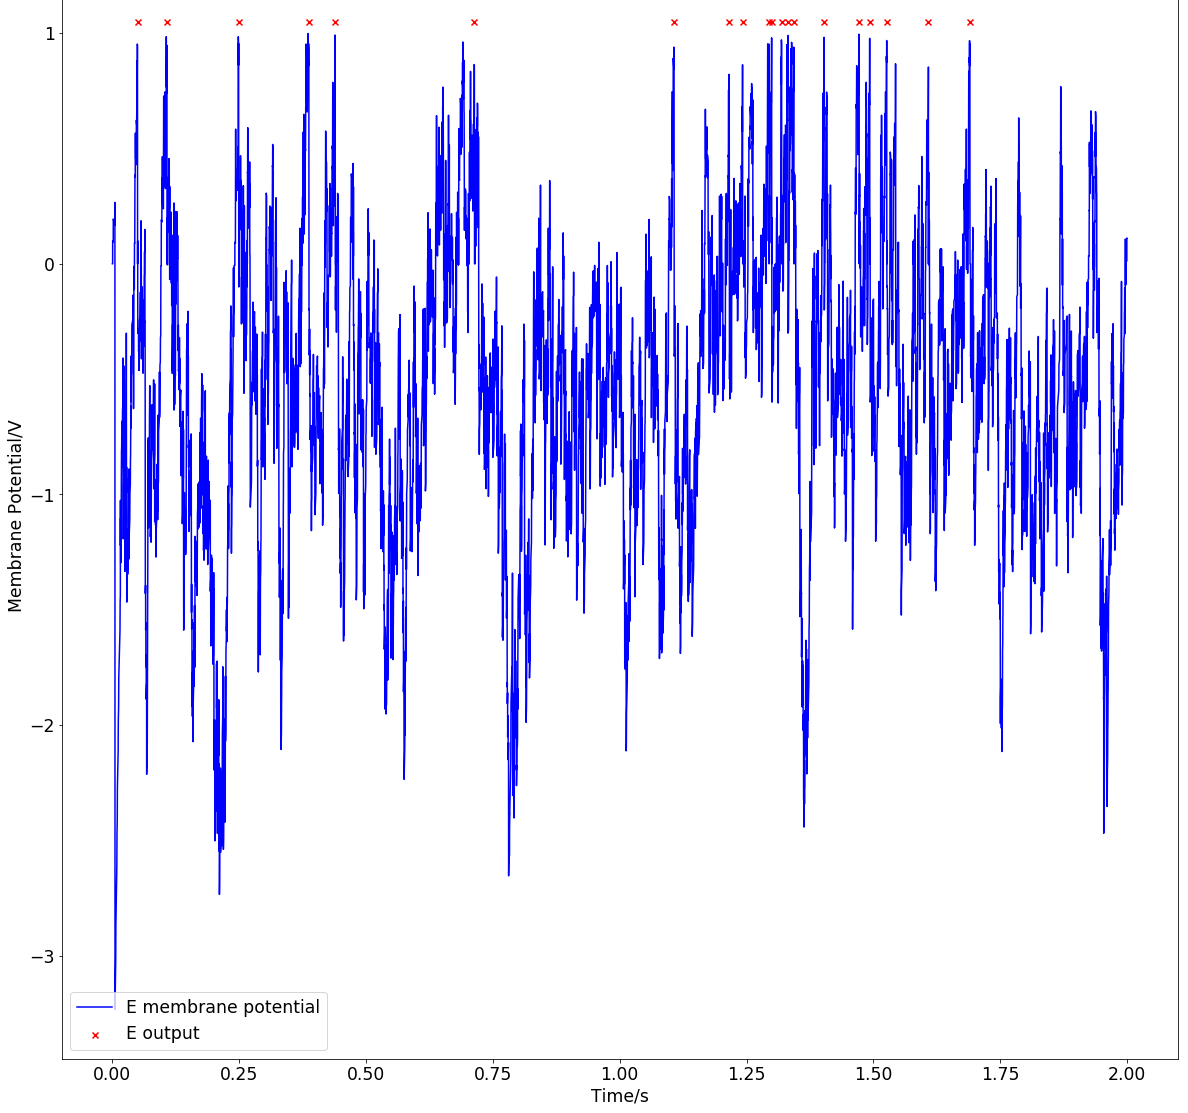 1
0
−1
−2
−3
Membrane Potential/V
E membrane potential
E output
0.00 0.25 0.50 0.75 1.00 1.25 1.50 1.75 2.00
Time/s